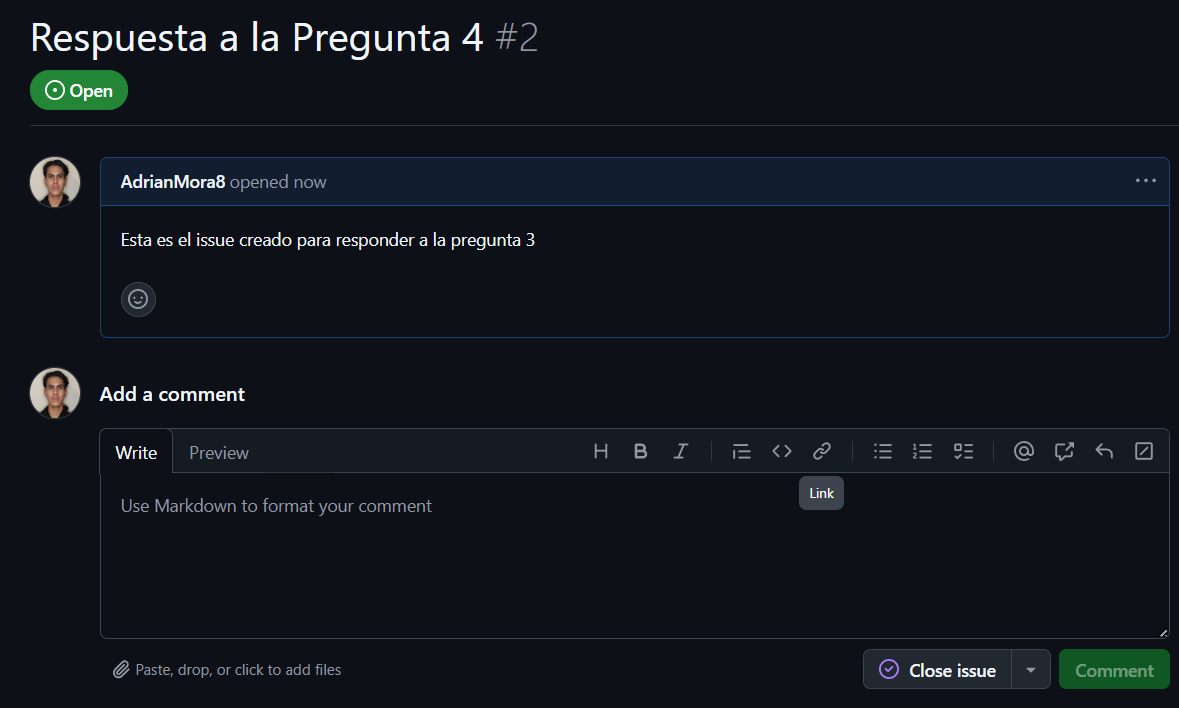 Respuesta a la Pregunta 4 #2
Open
AdrianMora8 opened now
Esta es el issue creado para responder a la pregunta 3
Add a comment
Write Preview
Link
Use Markdown to format your comment
Paste, drop, or click to add files
Close issue
Comment